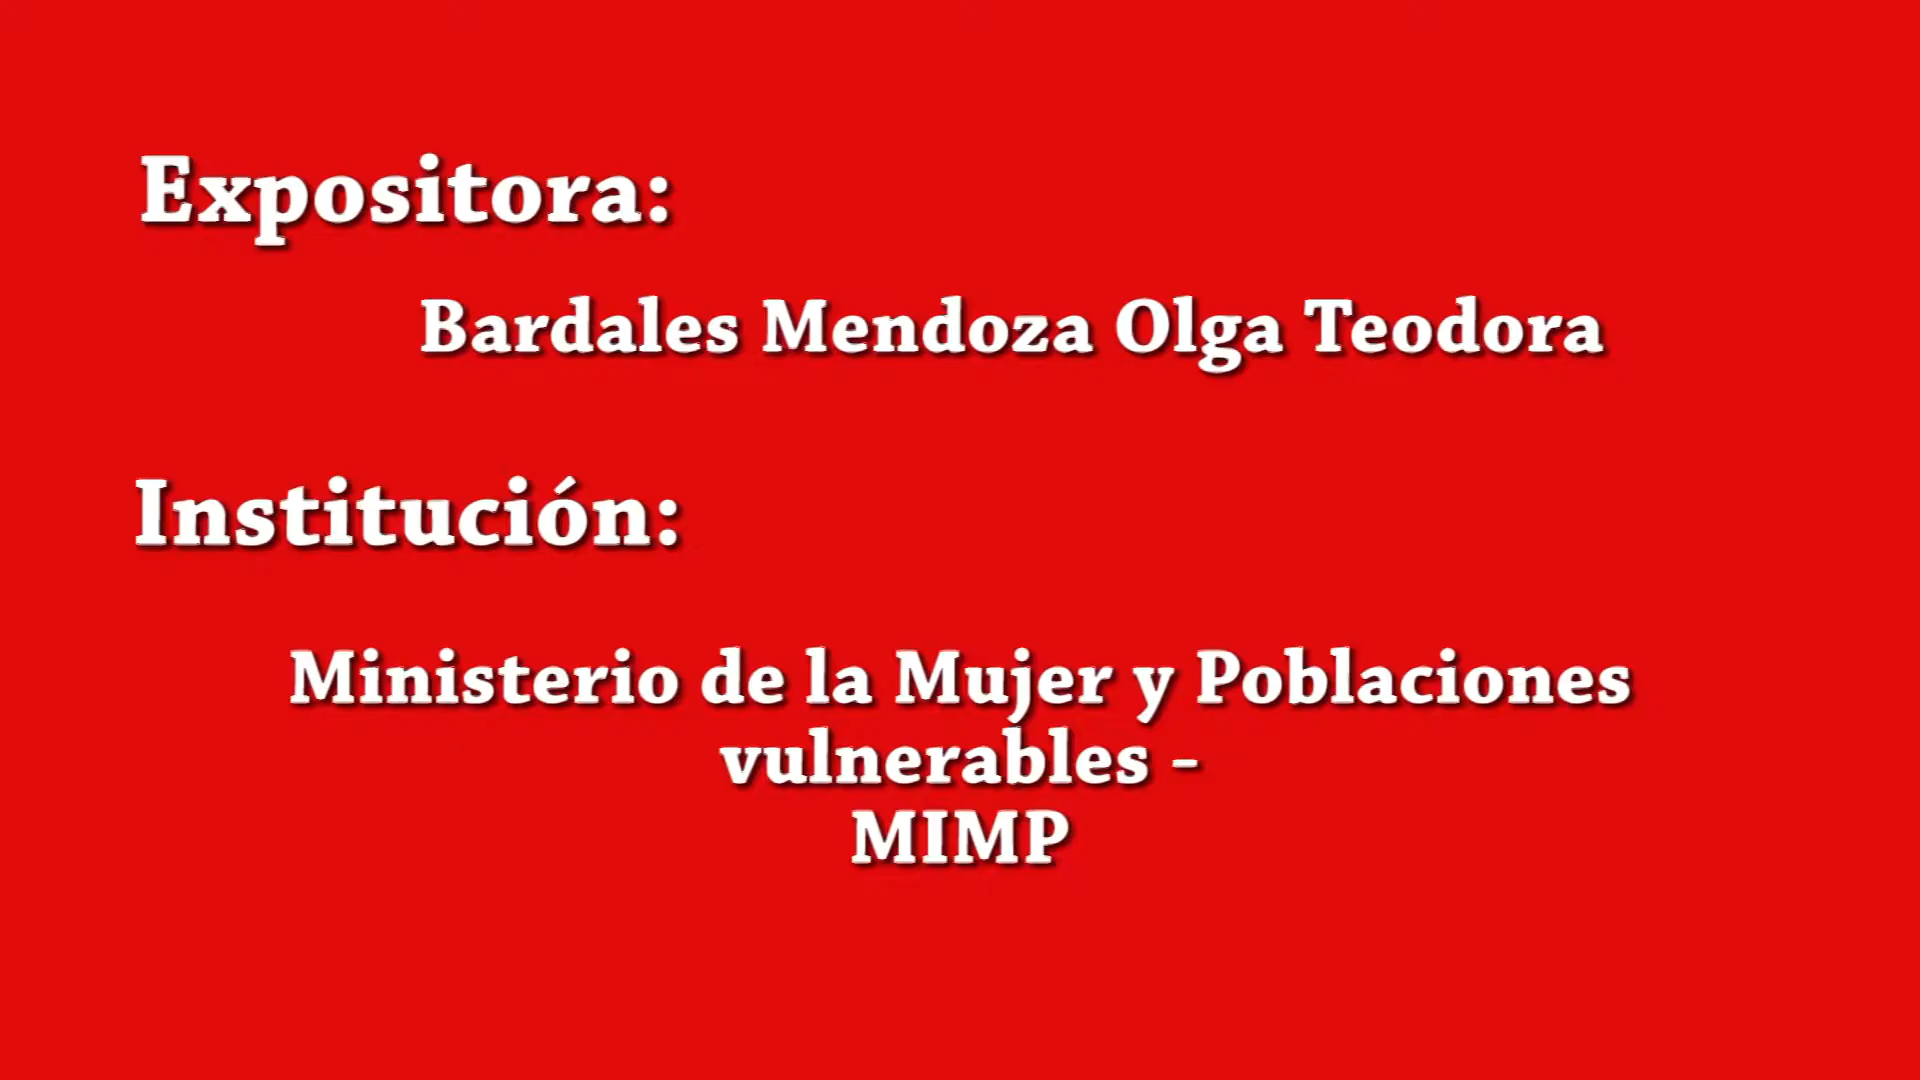 Expositora:
Bardales Mendoza Olga Teodora
Institución:
Ministerio de la Mujer y Poblaciones
vulnerables -
MIMP